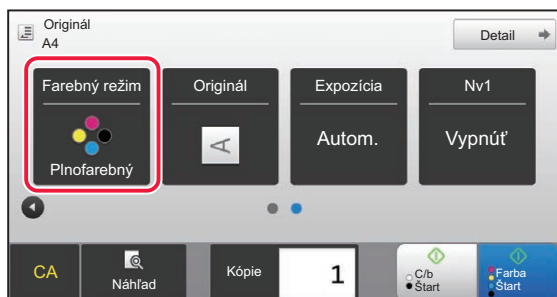 Originál
A4
Detail
Farebný režim
Plnofarebný
Originál
A
Expozícia
Autom.
Nv1
Vypnúť
CA
Náhľad
Kópie
1
C/b
Štart
Farba
Štart